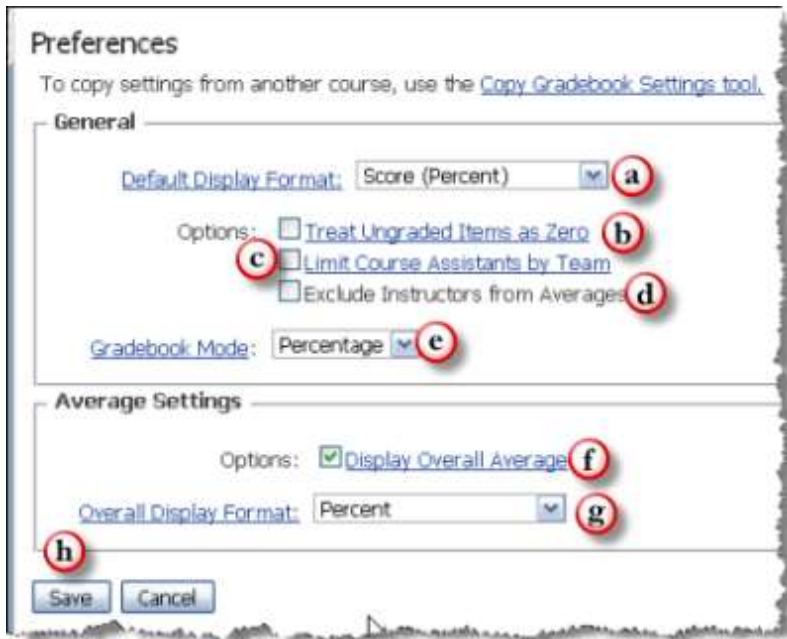 Preferences
To copy settings from another course, use the Copy Gradebook Settings tool.
General
Default Display Format: Score (Percent) a
Options: Treat Ungraded Items as Zero b
c Limit Course Assistants by Team
Exclude Instructors from Averages d
Gradebook Mode: Percentage e
Average Settings
Options: Display Overall Average f
Overall Display Format: Percent g
h
Save Cancel